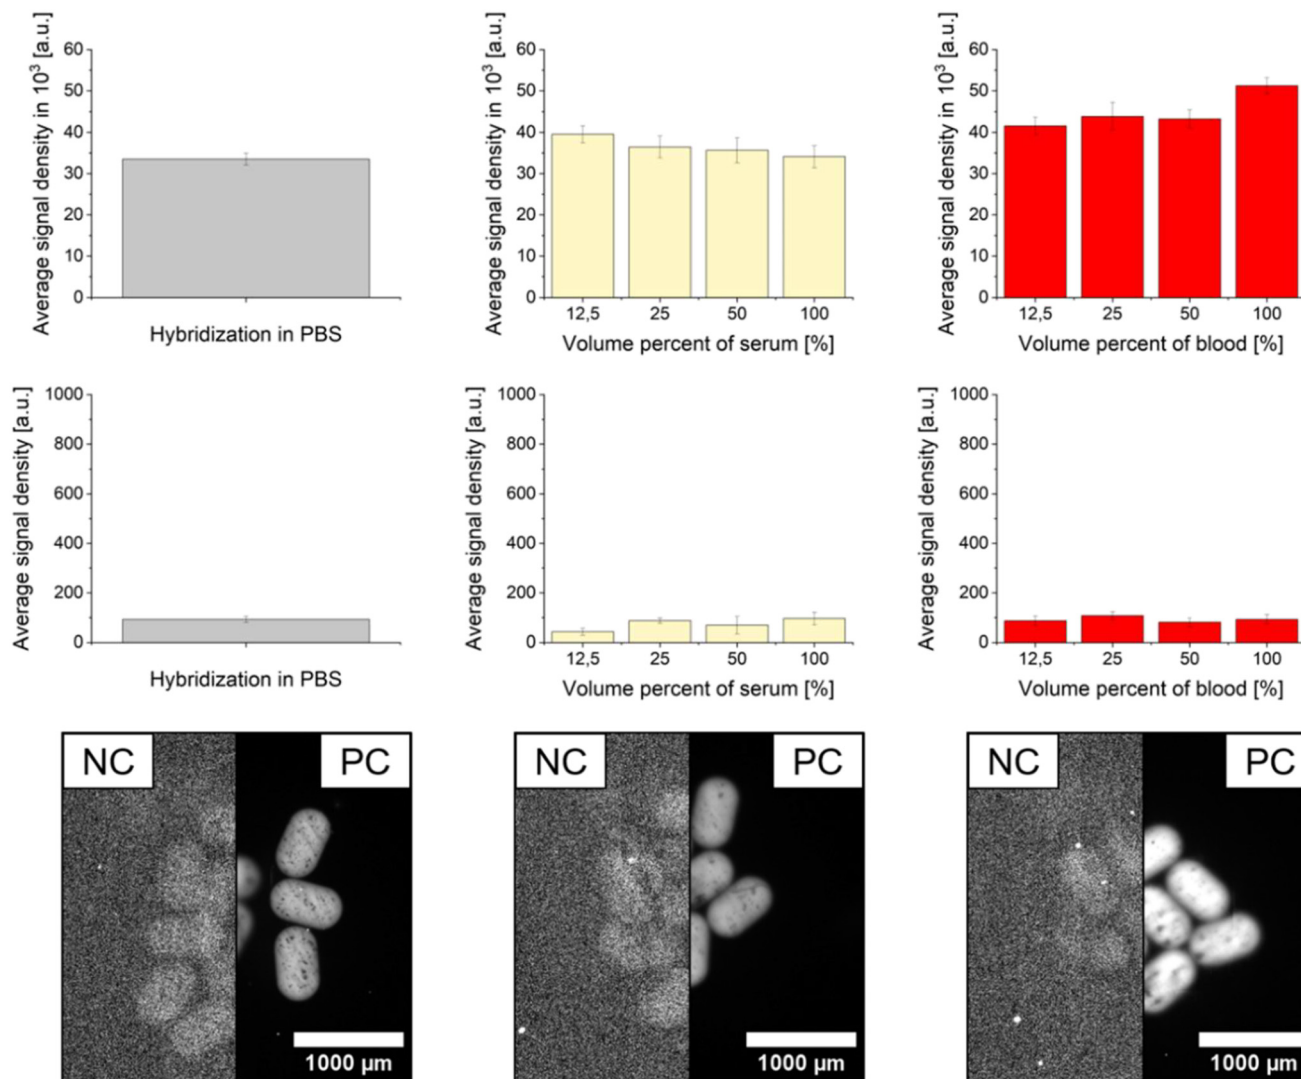 Average signal density in 10³ [a.u.]
60
50
40
30
20
10
0
Hybridization in PBS
Average signal density in 10³ [a.u.]
60
50
40
30
20
10
0
12,5 25 50 100
Volume percent of serum [%]
Average signal density in 10³ [a.u.]
60
50
40
30
20
10
0
12,5 25 50 100
Volume percent of blood [%]
Average signal density [a.u.]
1000
800
600
400
200
0
Hybridization in PBS
Average signal density [a.u.]
1000
800
600
400
200
0
12,5 25 50 100
Volume percent of serum [%]
Average signal density [a.u.]
1000
800
600
400
200
0
12,5 25 50 100
Volume percent of blood [%]
NC PC
1000 µm
NC PC
1000 µm
NC PC
1000 µm